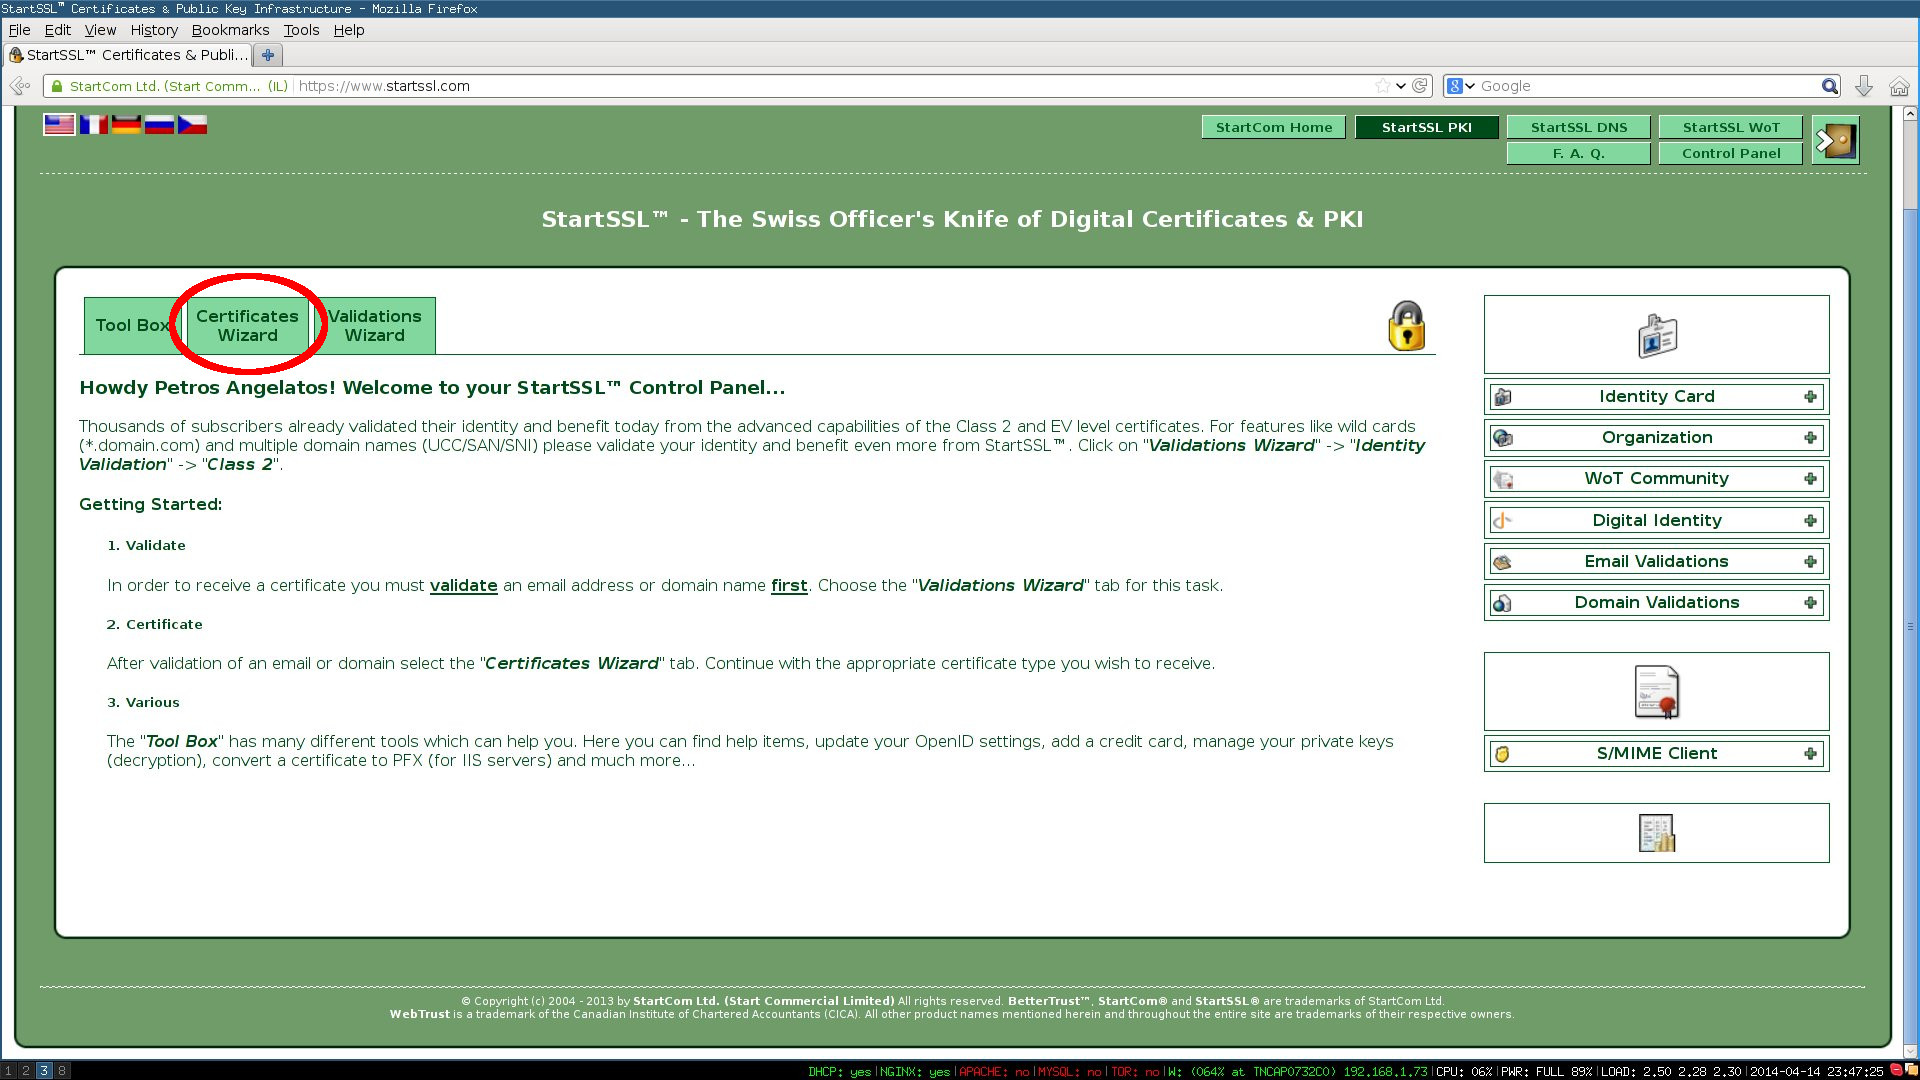 StartSSL™ Certificates & Public Key Infrastructure - Mozilla Firefox
File Edit View History Bookmarks Tools Help
StartSSL™ Certificates & Publi...
StartCom Ltd. (Start Comm... (IL) https://www.startssl.com
Google
StartCom Home StartSSL PKI StartSSL DNS StartSSL WoT
F. A. Q. Control Panel
StartSSL™ - The Swiss Officer's Knife of Digital Certificates & PKI
Tool Box
Certificates Wizard
Validations Wizard
Howdy Petros Angelatos! Welcome to your StartSSL™ Control Panel...
Thousands of subscribers already validated their identity and benefit today from the advanced capabilities of the Class 2 and EV level certificates. For features like wild cards
(*.domain.com) and multiple domain names (UCC/SAN/SNI) please validate your identity and benefit even more from StartSSL™. Click on "Validations Wizard" -> "Identity
Validation" -> "Class 2".
Getting Started:
1. Validate
In order to receive a certificate you must validate an email address or domain name first. Choose the "Validations Wizard" tab for this task.
2. Certificate
After validation of an email or domain select the "Certificates Wizard" tab. Continue with the appropriate certificate type you wish to receive.
3. Various
The "Tool Box" has many different tools which can help you. Here you can find help items, update your OpenID settings, add a credit card, manage your private keys
(decryption), convert a certificate to PFX (for IIS servers) and much more...
Identity Card
Organization
WoT Community
Digital Identity
Email Validations
Domain Validations
S/MIME Client
© Copyright (c) 2004 - 2013 by StartCom Ltd. (Start Commercial Limited) All rights reserved. BetterTrust™, StartCom® and StartSSL® are trademarks of StartCom Ltd.
WebTrust is a trademark of the Canadian Institute of Chartered Accountants (CICA). All other product names mentioned herein and throughout the entire site are trademarks of their respective owners.
1 2 3 8 DHCP: yes|NGINX: yes|APACHE: no|MYSQL: no|TOR: no|W: (064% at TNCAP0732C0) 192.168.1.73|CPU: 06%|PWR: FULL 89%|LOAD: 2.50 2.28 2.30|2014-04-14 23:47:25